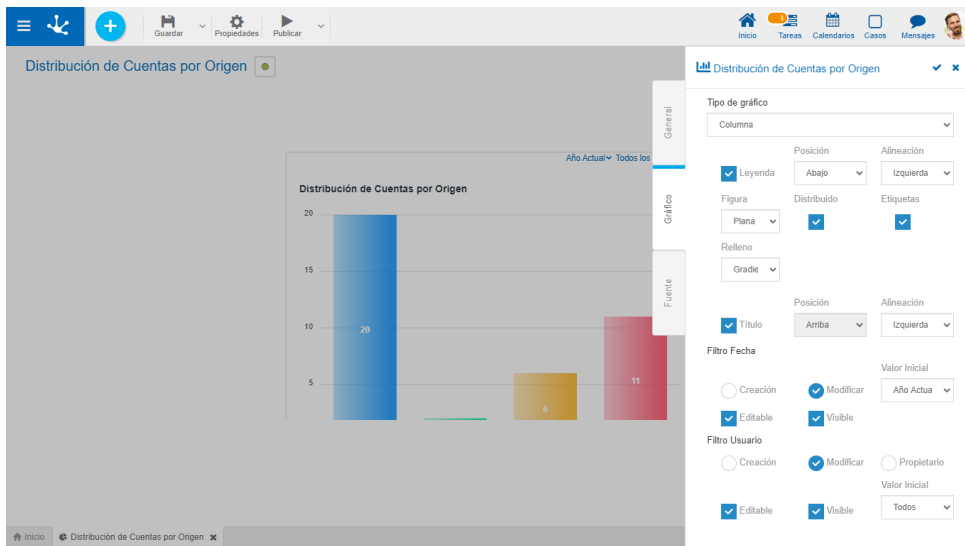 Guardar
Propiedades
Publicar
Inicio
Tareas
Calendarios
Casos
Mensajes
Distribución de Cuentas por Origen
Año Actual Todos los
Distribución de Cuentas por Origen
20
15
10
5
20
6
11
General
Gráfico
Fuente
Distribución de Cuentas por Origen
Tipo de gráfico
Columna
Posición Alineación
Leyenda Abajo Izquierda
Figura Distribuido Etiquetas
Plana
Relleno
Gradie
Posición Alineación
Título Arriba Izquierda
Filtro Fecha
Valor Inicial
Creación Modificar Año Actua
Editable Visible
Filtro Usuario
Creación Modificar Propietario
Valor Inicial
Editable Visible Todos
Inicio Distribución de Cuentas por Origen